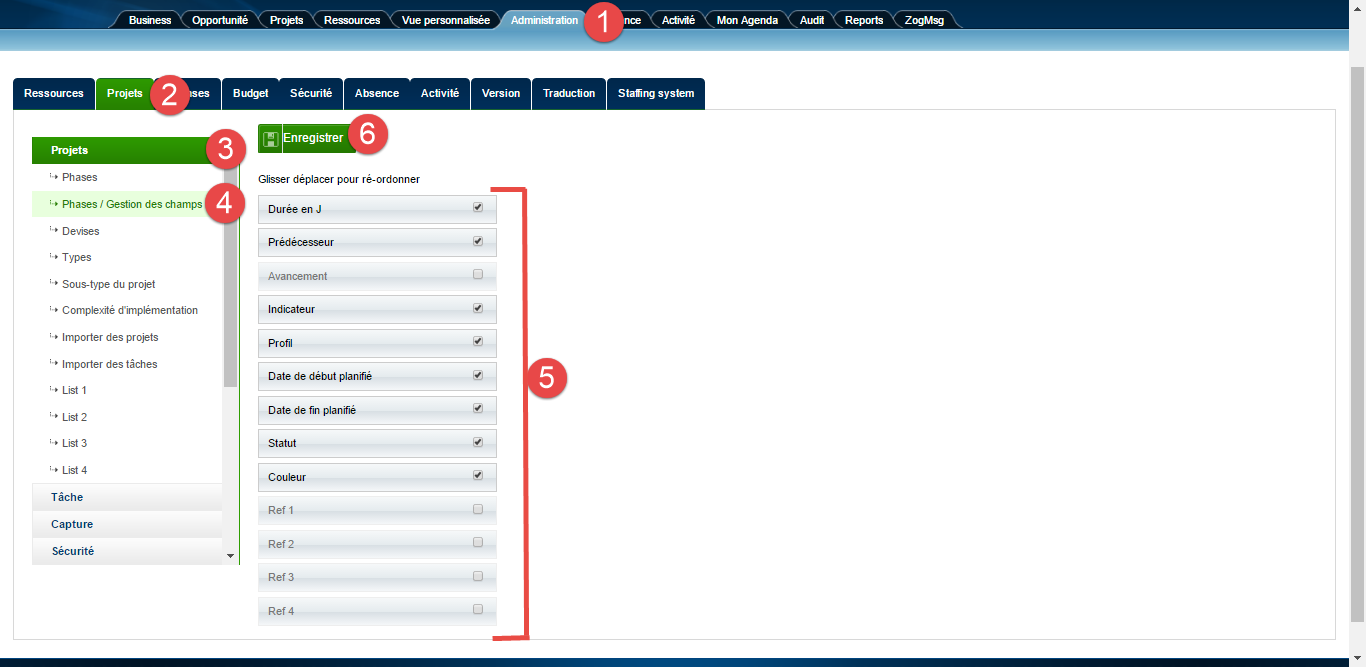 Business Opportunité Projets Ressources Vue personnalisée Administration 1 nce Activité Mon Agenda Audit Reports ZogMsg
Ressources Projets 2 ses Budget Sécurité Absence Activité Version Traduction Staffing system
Projets 3
Phases
Phases / Gestion des champs 4
Devises
Types
Sous-type du projet
Complexité d'implémentation
Importer des projets
Importer des tâches
List 1
List 2
List 3
List 4
Tâche
Capture
Sécurité
Enregistrer 6
Glisser déplacer pour ré-ordonner
Durée en J
Prédécesseur
Avancement
Indicateur
Profil
Date de début planifié
Date de fin planifié
Statut
Couleur
Ref 1
Ref 2
Ref 3
Ref 4
5